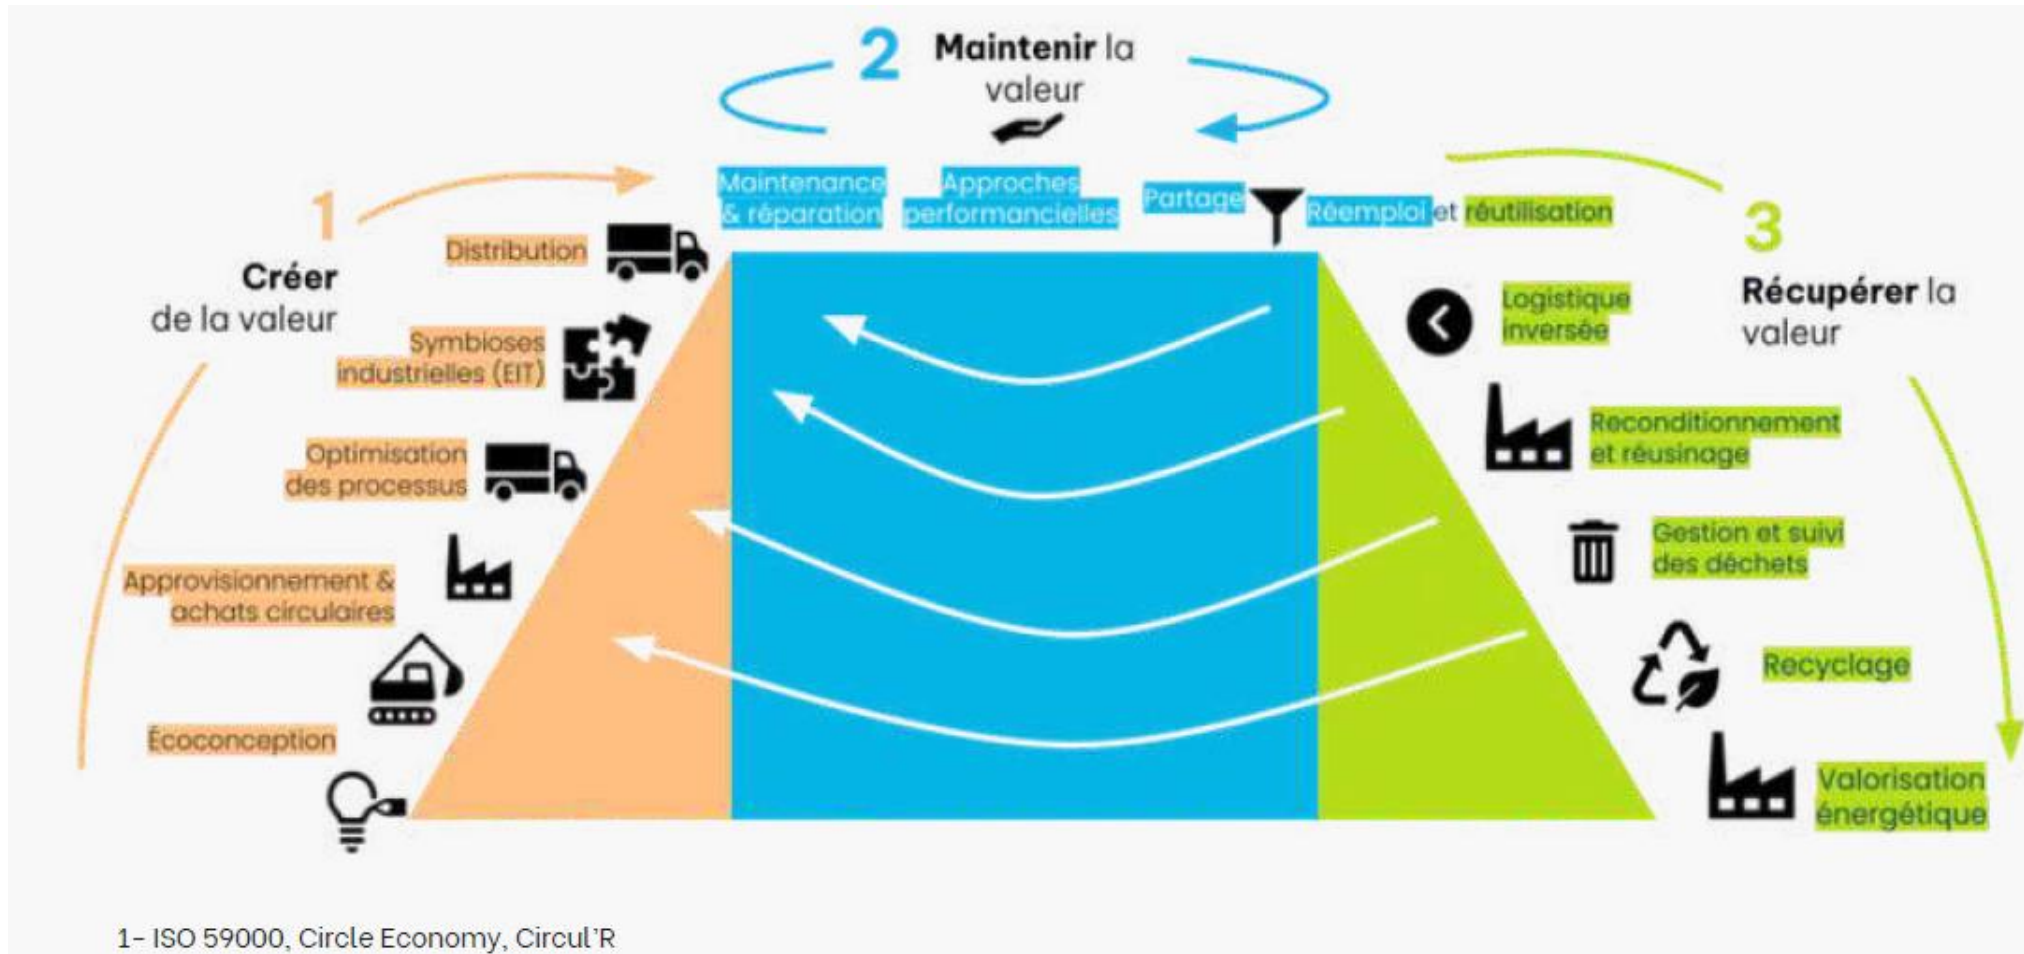 2
Maintenir la
valeur
1
Créer
de la valeur
Distribution
Symbioses
industrielles (EIT)
Optimisation
des processus
Approvisionnement &
achats circulaires
Écoconception
Maintenance
& réparation
Approches
performancielles
Partage
Réemploi et réutilisation
3
Récupérer la
valeur
Logistique
inversée
Reconditionnement
et réusinage
Gestion et suivi
des déchets
Recyclage
Valorisation
énergétique
1- ISO 59000, Circle Economy, Circul'R